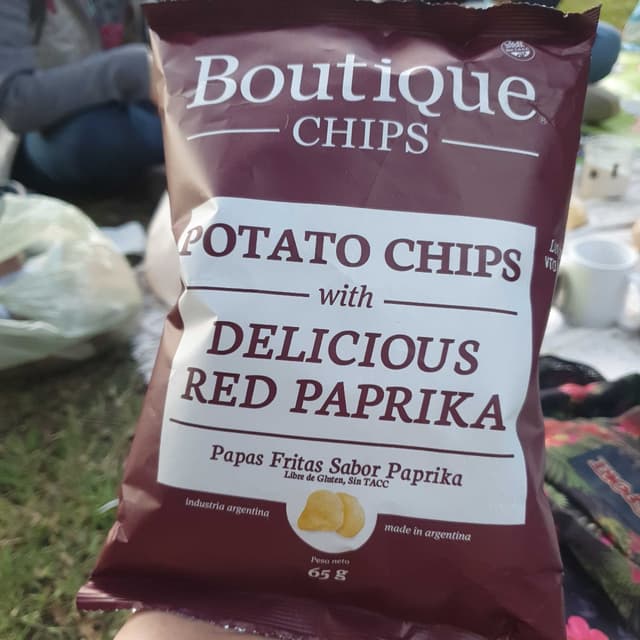 Boutique
CHIPS
POTATO CHIPS
with
DELICIOUS
RED PAPRIKA
Papas Fritas Sabor Paprika
Libre de Gluten, Sin TACC
industria argentina
made in argentina
Peso neto
65 g